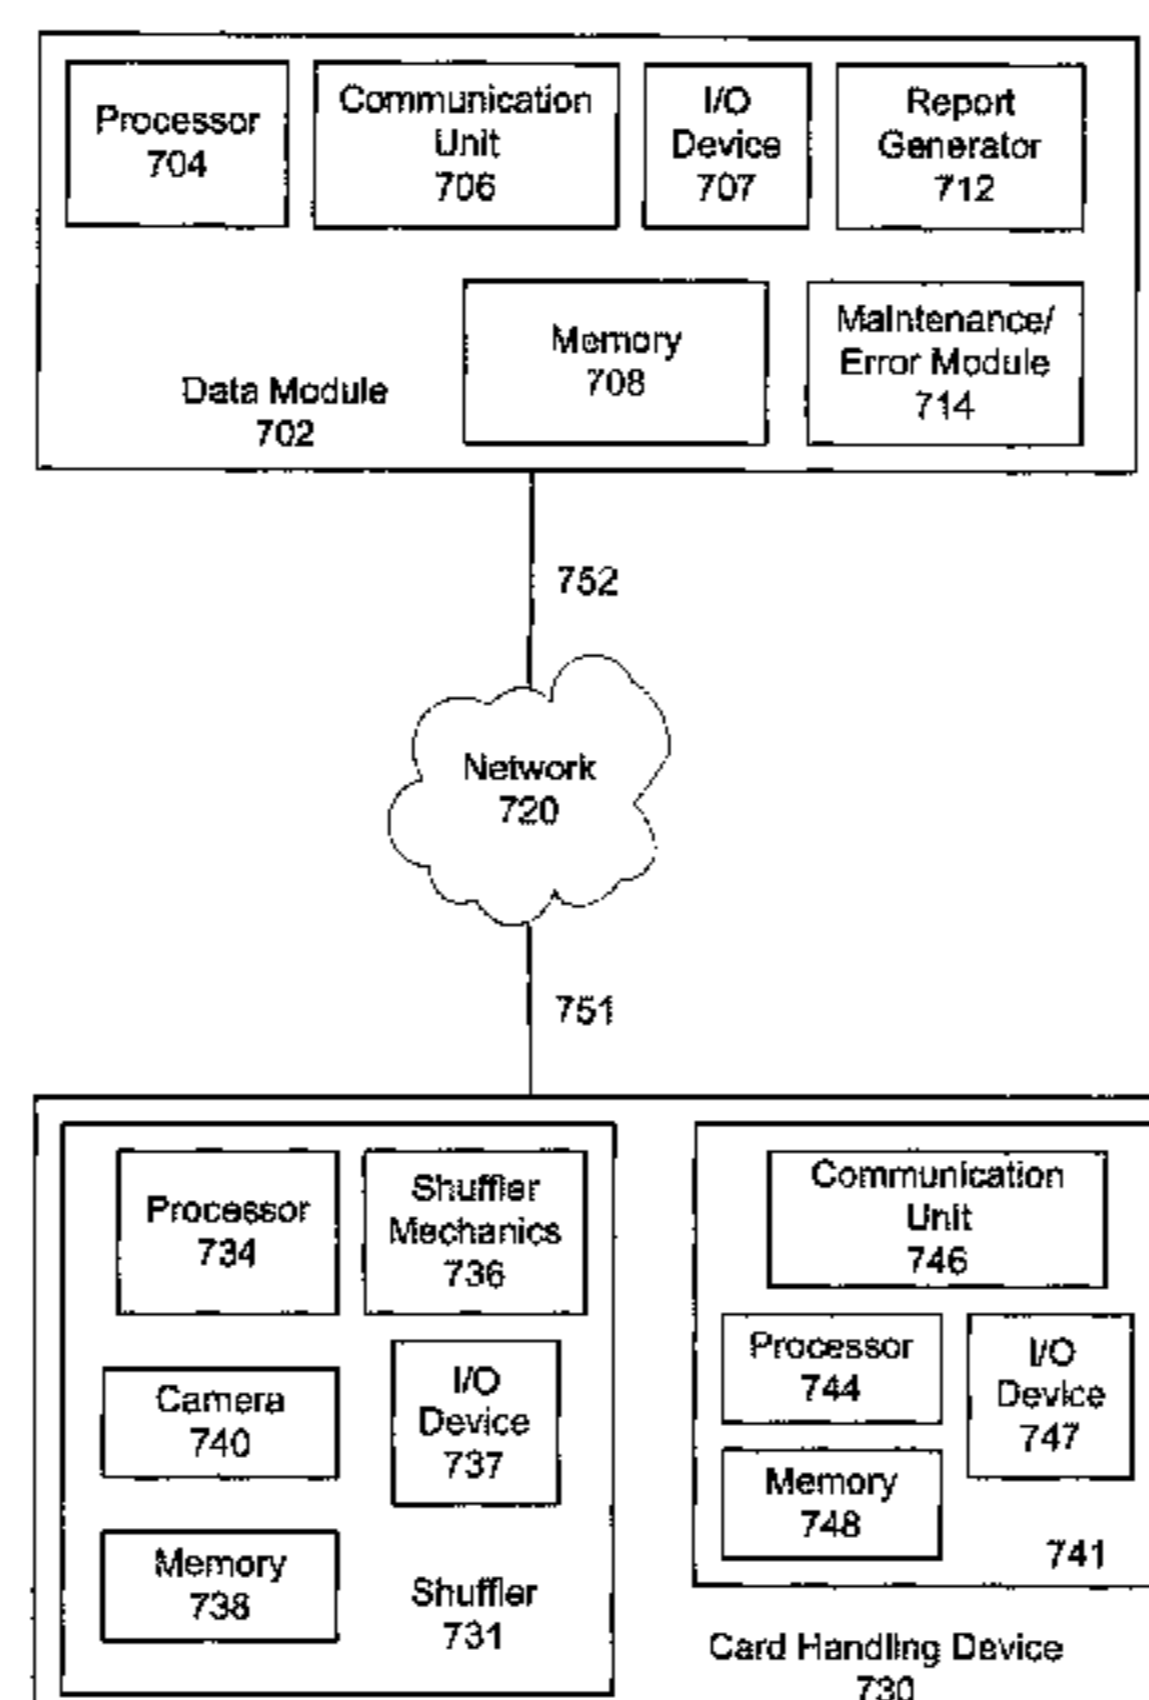 Processor
704
Communication
Unit
706
I/O
Device
707
Report
Generator
712
Data Module
702
Memory
708
Maintenance/
Error Module
714
752
Network
720
751
Processor
734
Shuffler
Mechanics
736
Camera
740
I/O
Device
737
Memory
738
Shuffler
731
Communication
Unit
746
Processor
744
I/O
Device
747
Memory
748
741
Card Handling Device
730